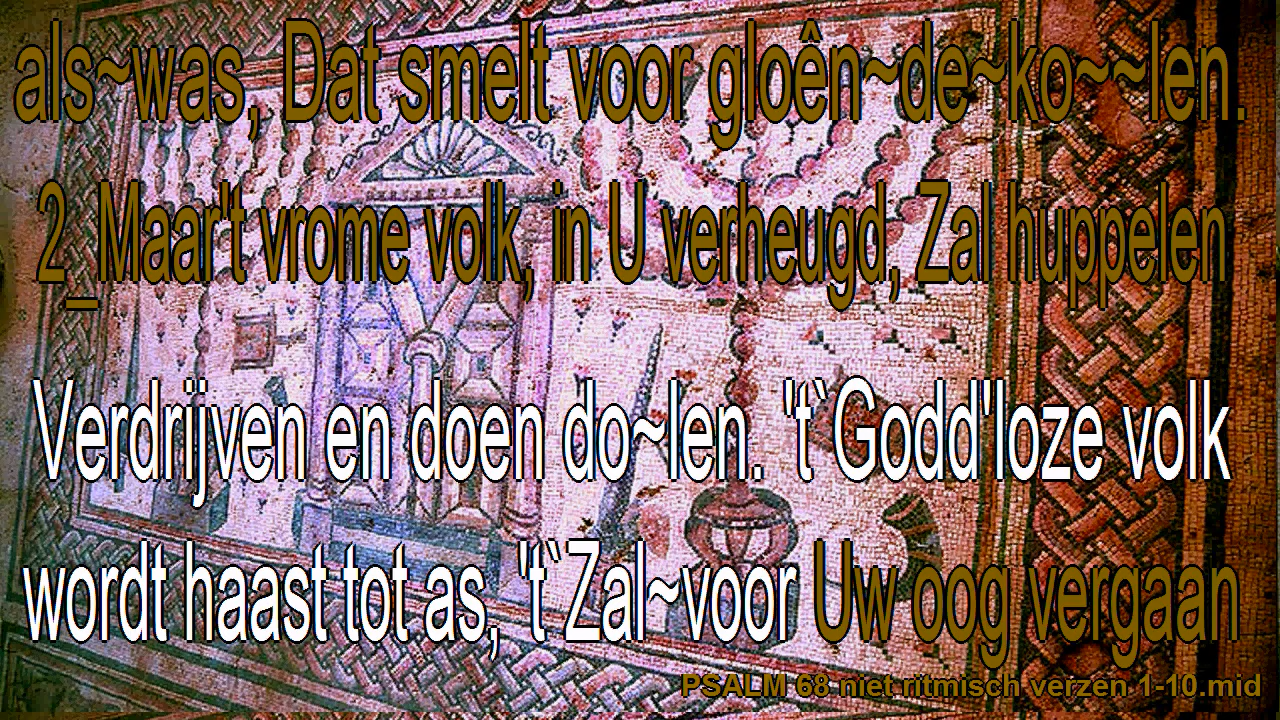 als~was, Dat smelt voor gloên~de~ko~~len.
2_Maar't vrome volk, in U verheugd, Zal huppelen
Verdrijven en doen do~len. 't`Godd'loze volk
wordt haast tot as, 't`Zal~voor Uw oog vergaan
PSALM 68 niet ritmisch verzen 1-10.mid